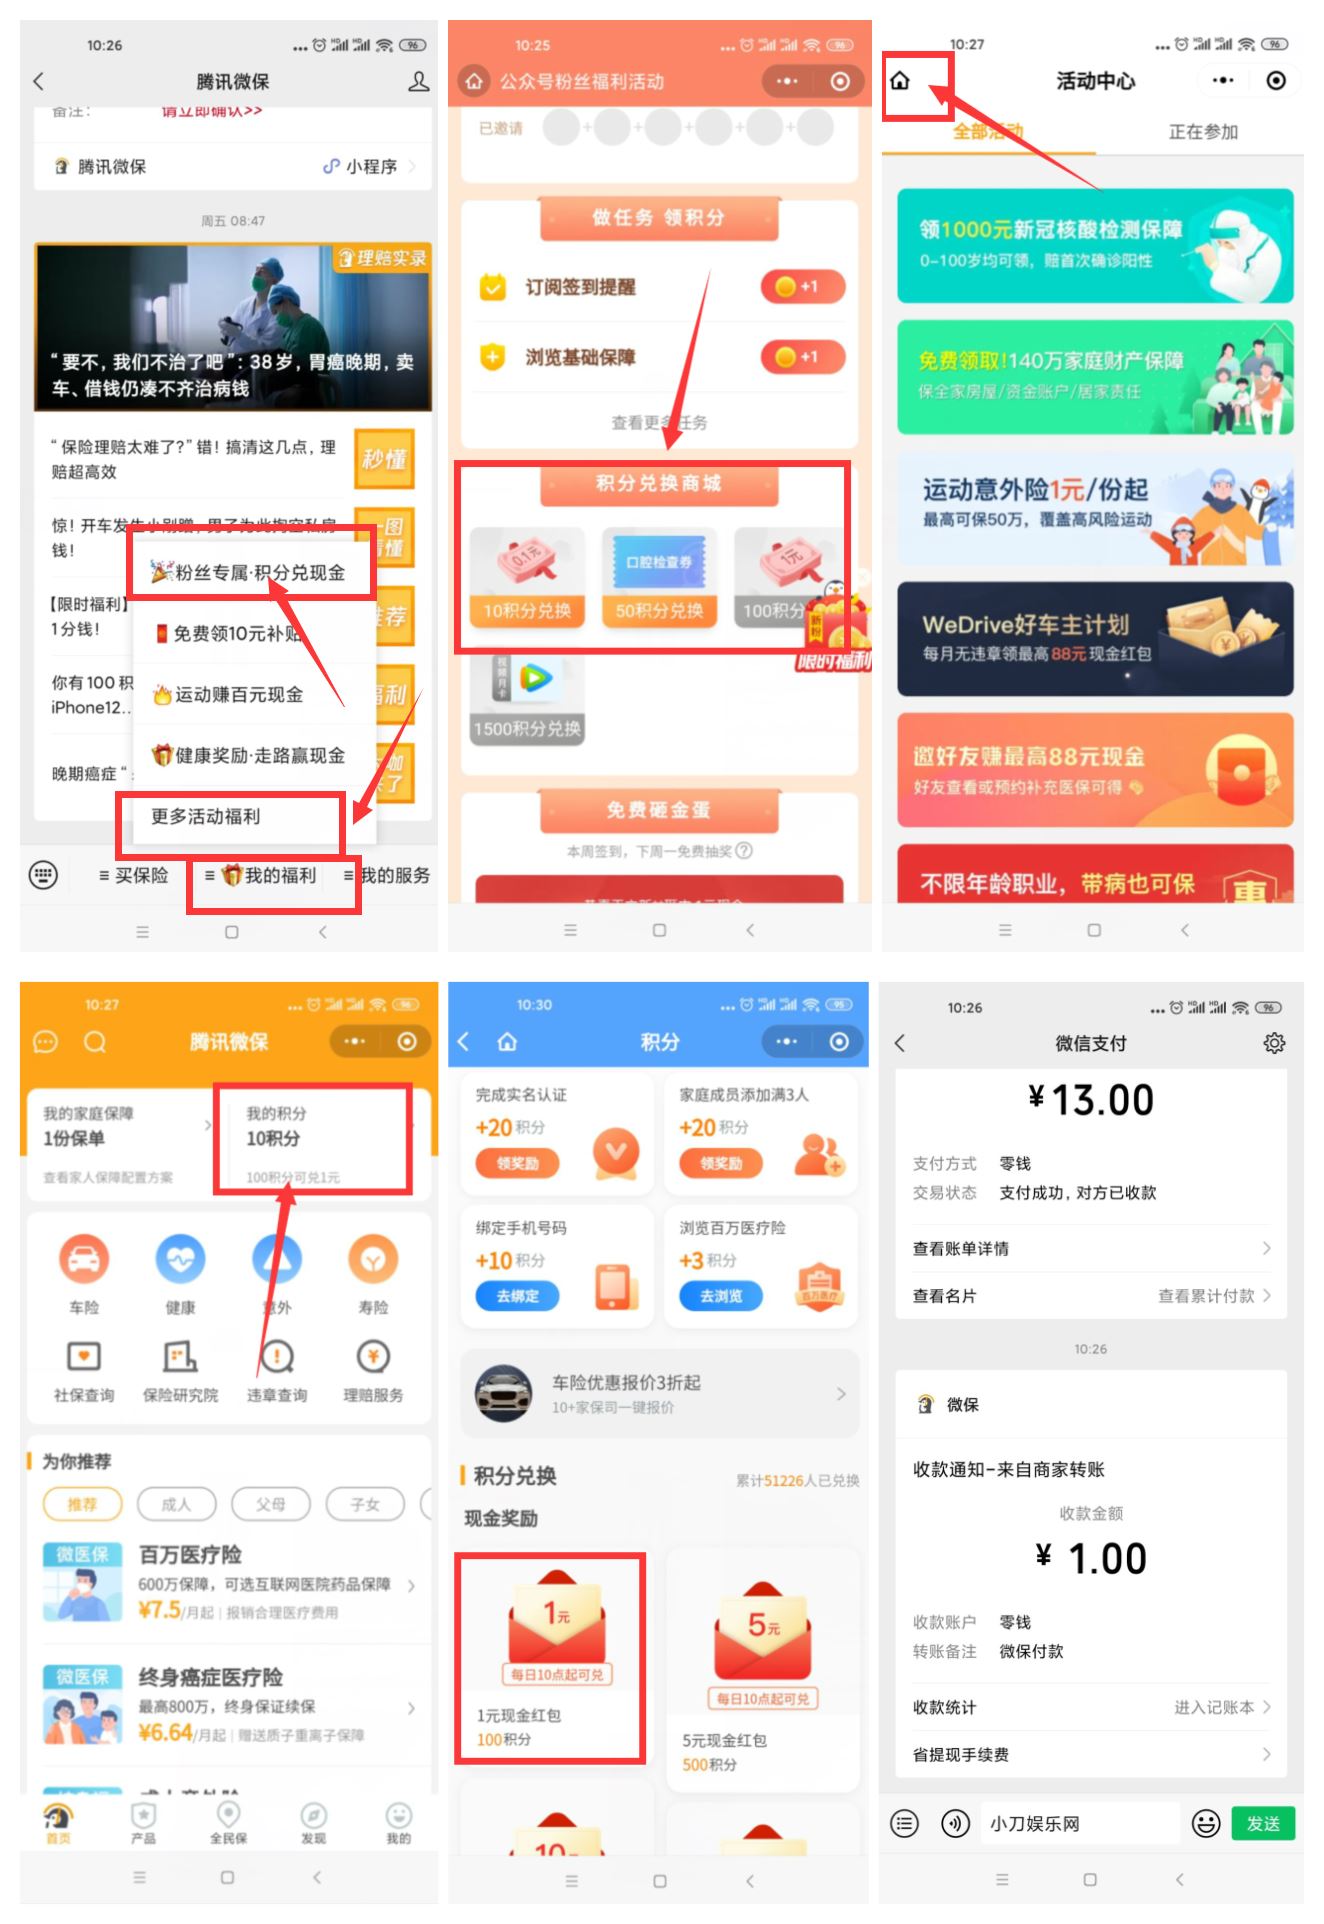 10:26
HD HD 96
腾讯微保
备注：
请立即确认>>
腾讯微保
小程序
周五 08:47
理赔实录
“要不，我们不治了吧”：38岁，胃癌晚期，卖
车、借钱仍凑不齐治病钱
“保险理赔太难了？”错！搞清这几点，理
赔超高效
秒懂
惊！开车发生小剐蹭，男子为此掏空私房
钱！
一图
懂
粉丝专属·积分兑现金
【限时福利】
1分钱！
荐
免费领10元补贴
你有100积
iPhone12..
运动赚百元现金
福利
健康奖励·走路赢现金
晚期癌症“
咖
来了
更多活动福利
买保险
我的福利
我的服务
10:25
HD HD 96
公众号粉丝福利活动
已邀请
+ + + + +
做任务 领积分
订阅签到提醒
+1
浏览基础保障
+1
查看更多任务
积分兑换商城
0.1元
口腔检查券
1元
10积分兑换
50积分兑换
100积分
新粉
限时福利
视频月卡
1500积分兑换
免费砸金蛋
本周签到，下周一免费抽奖?
10:27
HD HD 96
活动中心
全部活动
正在参加
领1000元新冠核酸检测保障
0-100岁均可领，赔首次确诊阳性
免费领取!140万家庭财产保障
保全家房屋/资金账户/居家责任
运动意外险1元/份起
最高可保50万，覆盖高风险运动
WeDrive好车主计划
每月无违章领最高88元现金红包
邀好友赚最高88元现金
好友查看或预约补充医保可得
不限年龄职业，带病也可保
惠
10:27
HD HD 96
腾讯微保
我的家庭保障
1份保单
查看家人保障配置方案
我的积分
10积分
100积分可兑1元
车险
健康
意外
寿险
社保查询
保险研究院
违章查询
理赔服务
为你推荐
推荐
成人
父母
子女
微医保
百万医疗险
600万保障，可选互联网医院药品保障
¥7.5/月起|报销合理医疗费用
微医保
终身癌症医疗险
最高800万，终身保证续保
¥6.64/月起|赠送质子重离子保障
首页
产品
全民保
发现
我的
10:30
HD HD 95
积分
完成实名认证
+20积分
领奖励
家庭成员添加满3人
+20积分
领奖励
绑定手机号码
+10积分
去绑定
浏览百万医疗险
+3积分
去浏览
百万医疗
车险优惠报价3折起
10+家保司一键报价
积分兑换
累计51226人已兑换
现金奖励
1元
每日10点起可兑
1元现金红包
100积分
5元
每日10点起可兑
5元现金红包
500积分
10元
10:26
HD HD 96
微信支付
¥13.00
支付方式 零钱
交易状态 支付成功，对方已收款
查看账单详情
查看名片
查看累计付款
10:26
微保
收款通知-来自商家转账
收款金额
¥ 1.00
收款账户 零钱
转账备注 微保付款
收款统计
进入记账本
省提现手续费
小刀娱乐网
发送